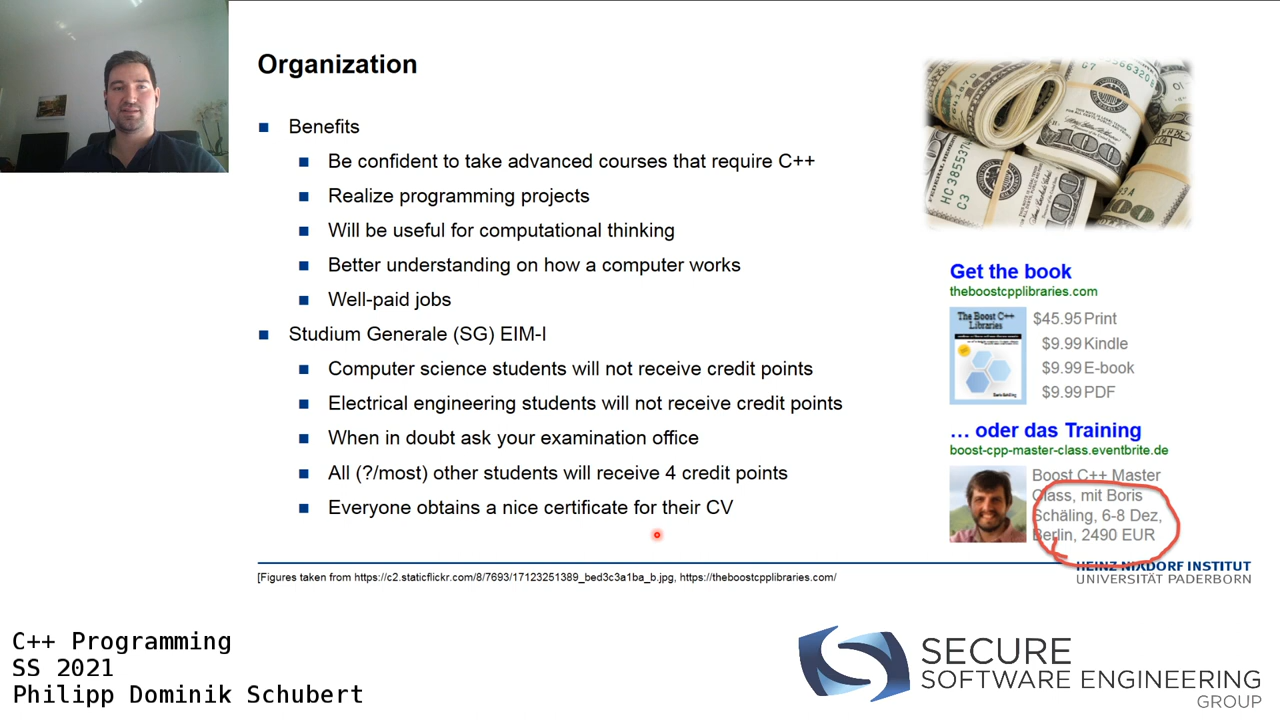 Organization
Benefits
Be confident to take advanced courses that require C++
Realize programming projects
Will be useful for computational thinking
Better understanding on how a computer works
Well-paid jobs
Studium Generale (SG) EIM-I
Computer science students will not receive credit points
Electrical engineering students will not receive credit points
When in doubt ask your examination office
All (?/most) other students will receive 4 credit points
Everyone obtains a nice certificate for their CV
Get the book
theboostcpplibraries.com
The Boost C++
Libraries
Boris Schäling
$45.95 Print
$9.99 Kindle
$9.99 E-book
$9.99 PDF
… oder das Training
boost-cpp-master-class.eventbrite.de
Boost C++ Master
Class, mit Boris
Schäling, 6-8 Dez,
Berlin, 2490 EUR
[Figures taken from https://c2.staticflickr.com/8/7693/17123251389_bed3c3a1ba_b.jpg, https://theboostcpplibraries.com/
HEINZ NIXDORF INSTITUT
UNIVERSITÄT PADERBORN
C++ Programming
SS 2021
Philipp Dominik Schubert
SECURE
SOFTWARE ENGINEERING
GROUP